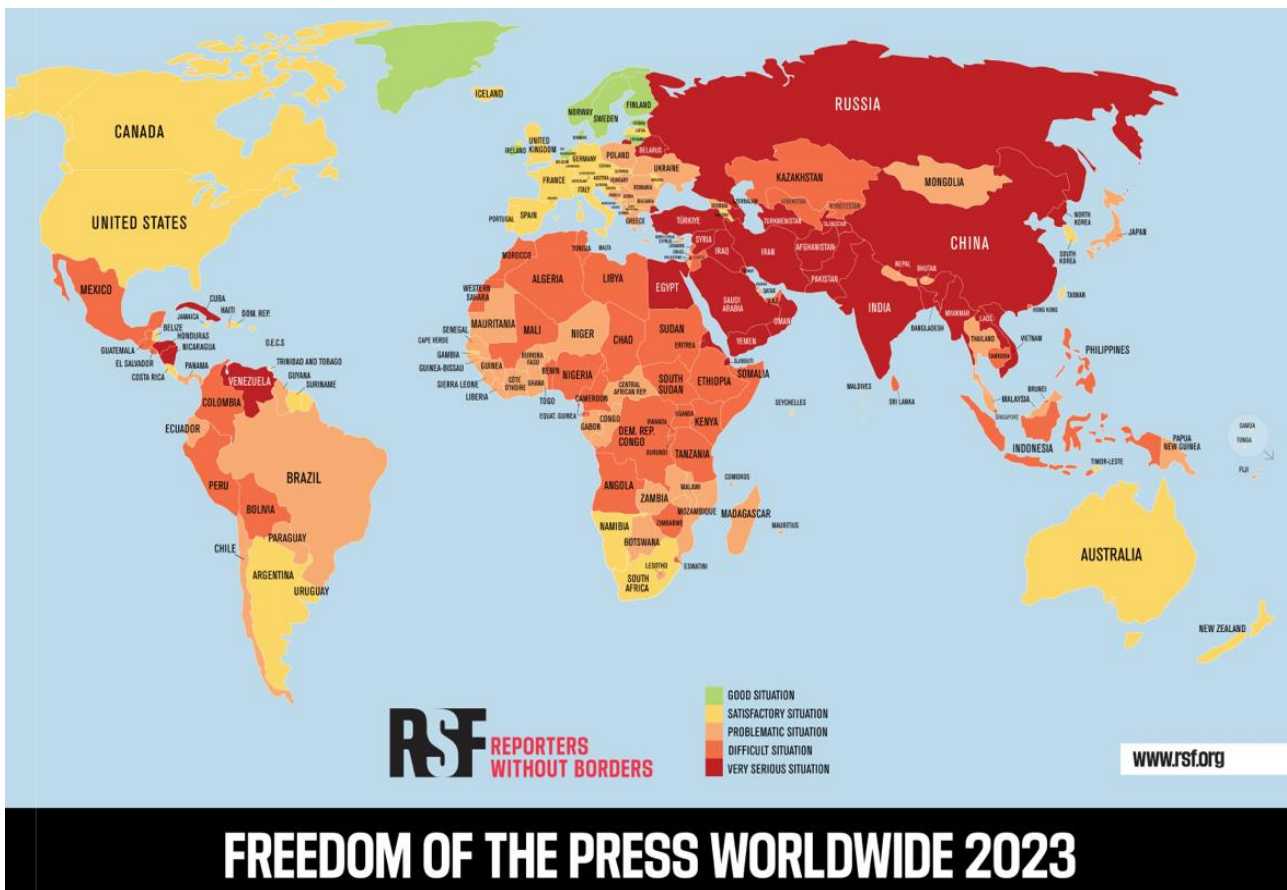 ICELAND
CANADA
UNITED STATES
MEXICO
CUBA
JAMAICA
HAITI
DOM. REP.
BELIZE
HONDURAS
NICARAGUA
GUATEMALA
EL SALVADOR
COSTA RICA
PANAMA
O.E.C.S
TRINIDAD AND TOBAGO
GUYANA
SURINAME
VENEZUELA
COLOMBIA
ECUADOR
BRAZIL
PERU
BOLIVIA
PARAGUAY
CHILE
ARGENTINA
URUGUAY
NORWAY
SWEDEN
FINLAND
IRELAND
UNITED
KINGDOM
GERMANY
POLAND
BELARUS
UKRAINE
FRANCE
AUSTRIA
HUNGARY
ROMANIA
ITALY
PORTUGAL
SPAIN
BULGARIA
GREECE
MALTA
TUNISIA
RUSSIA
KAZAKHSTAN
MONGOLIA
AZERBAIJAN
TÜRKIYE
TURKMENISTAN
SYRIA
IRAQ
IRAN
AFGHANISTAN
PAKISTAN
CHINA
NORTH
KOREA
SOUTH
KOREA
JAPAN
TAIWAN
HONG KONG
NEPAL
BHUTAN
INDIA
BANGLADESH
MYANMAR
LAOS
THAILAND
VIETNAM
CAMBODIA
PHILIPPINES
SAUDI
ARABIA
QATAR
OMAN
YEMEN
MOROCCO
ALGERIA
LIBYA
EGYPT
WESTERN
SAHARA
MAURITANIA
MALI
NIGER
CHAD
SUDAN
ERITREA
DJIBOUTI
SENEGAL
CAPE VERDE
GAMBIA
GUINEA-BISSAU
GUINEA
SIERRA LEONE
LIBERIA
CÔTE
D'IVOIRE
BURKINA
FASO
GHANA
TOGO
BENIN
NIGERIA
CAMEROON
EQUAT. GUINEA
GABON
CONGO
CENTRAL
AFRICAN REP.
SOUTH
SUDAN
ETHIOPIA
SOMALIA
UGANDA
KENYA
RWANDA
BURUNDI
DEM. REP.
CONGO
TANZANIA
ANGOLA
ZAMBIA
MALAWI
MOZAMBIQUE
ZIMBABWE
NAMIBIA
BOTSWANA
SOUTH
AFRICA
LESOTHO
ESWATINI
COMOROS
MADAGASCAR
MAURITIUS
SEYCHELLES
MALDIVES
SRI LANKA
BRUNEI
MALAYSIA
SINGAPORE
INDONESIA
TIMOR-LESTE
PAPUA
NEW GUINEA
SAMOA
TONGA
FIJI
AUSTRALIA
NEW ZEALAND
RSF REPORTERS
WITHOUT BORDERS
GOOD SITUATION
SATISFACTORY SITUATION
PROBLEMATIC SITUATION
DIFFICULT SITUATION
VERY SERIOUS SITUATION
www.rsf.org
FREEDOM OF THE PRESS WORLDWIDE 2023